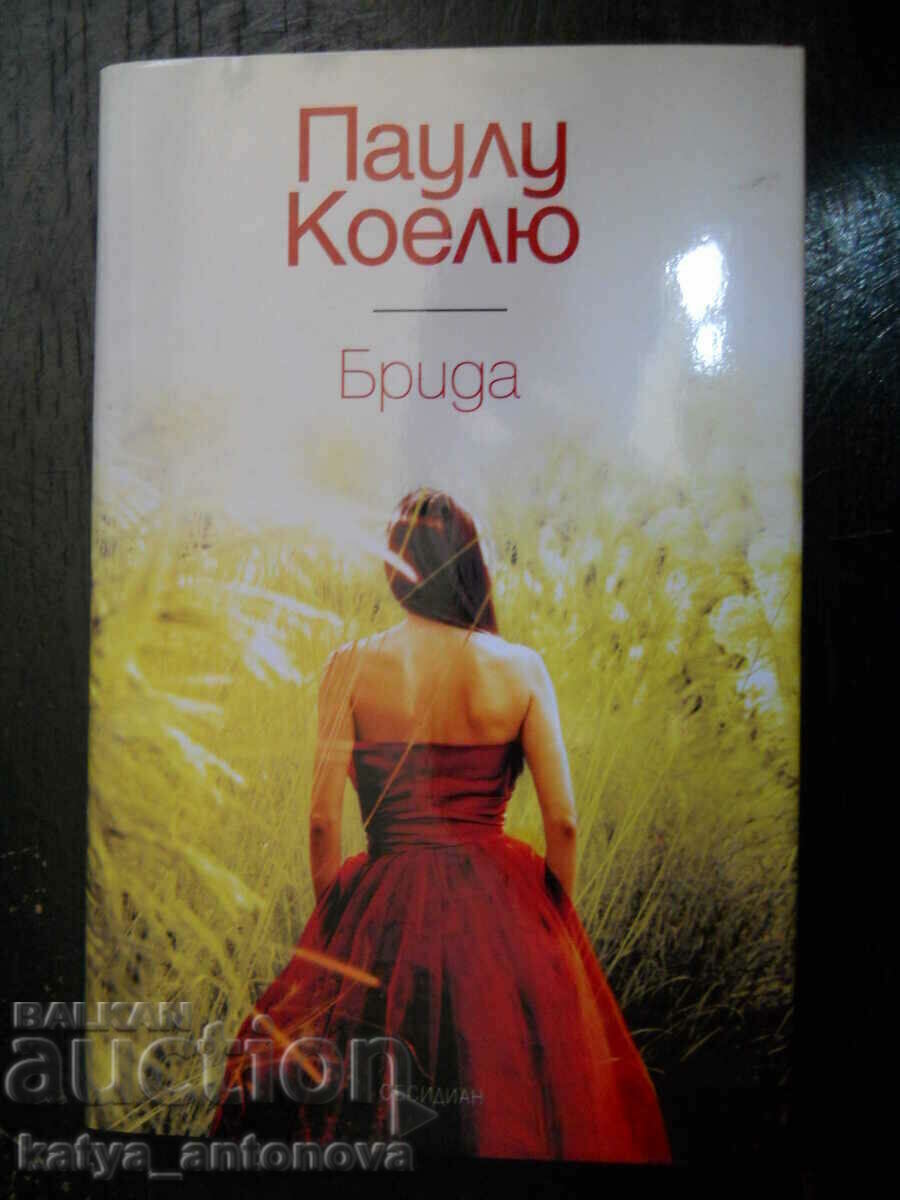 Паулу
Коелю
Брида
ОБСИДИАН
BALKAN
auction
katya_antonova